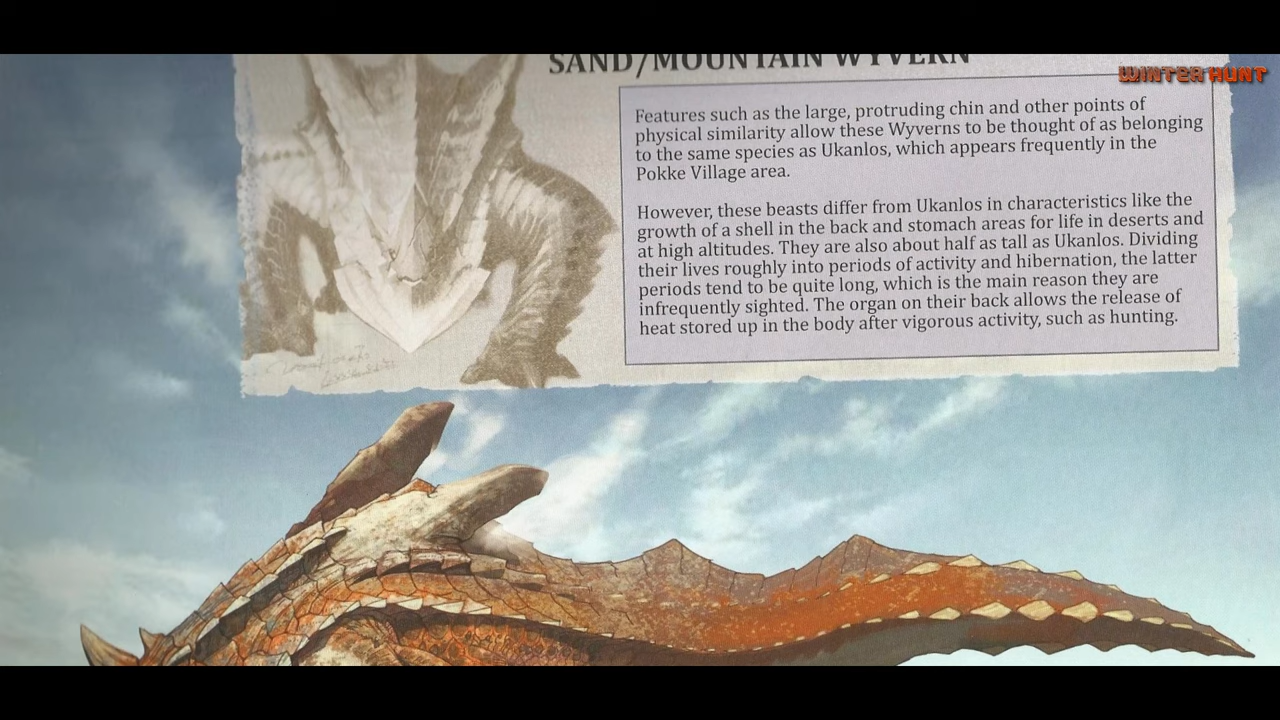 SAND/MOUNTAIN WYVERN
WINTER HUNT
Features such as the large, protruding chin and other points of
physical similarity allow these Wyverns to be thought of as belonging
to the same species as Ukanlos, which appears frequently in the
Pokke Village area.
However, these beasts differ from Ukanlos in characteristics like the
growth of a shell in the back and stomach areas for life in deserts and
at high altitudes. They are also about half as tall as Ukanlos. Dividing
their lives roughly into periods of activity and hibernation, the latter
periods tend to be quite long, which is the main reason they are
infrequently sighted. The organ on their back allows the release of
heat stored up in the body after vigorous activity, such as hunting.